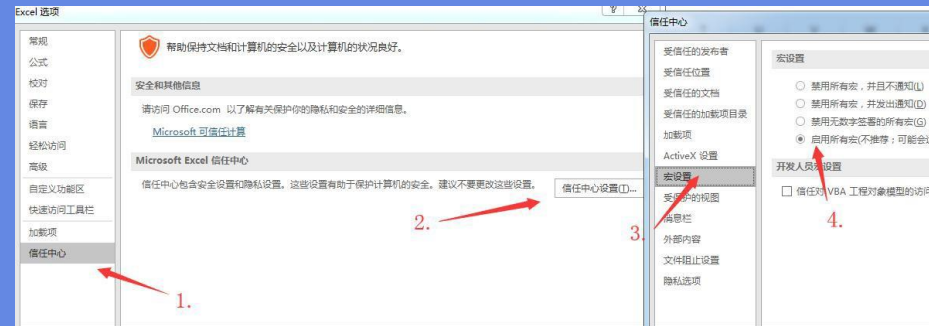 Excel 选项
常规
公式
校对
保存
语言
轻松访问
高级
自定义功能区
快速访问工具栏
加载项
信任中心
帮助保持文档和计算机的安全以及计算机的状况良好。
安全和其他信息
请访问 Office.com 以了解有关保护你的隐私和安全的详细信息。
Microsoft 可信任计算
Microsoft Excel 信任中心
信任中心包含安全设置和隐私设置。这些设置有助于保护计算机的安全。建议不要更改这些设置。
信任中心设置(T)...
1.
2.
信任中心
受信任的发布者
受信任位置
受信任的文档
受信任的加载项目录
加载项
ActiveX 设置
宏设置
受保护的视图
消息栏
外部内容
文件阻止设置
隐私选项
3.
宏设置
禁用所有宏，并且不通知(L)
禁用所有宏，并发出通知(D)
禁用无数字签署的所有宏(G)
启用所有宏(不推荐；可能会
开发人员宏设置
信任对 VBA 工程对象模型的访问
4.